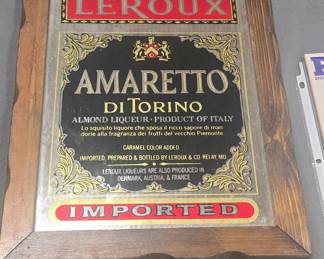 LEROUX
AMARETTO
DI TORINO
ALMOND LIQUEUR · PRODUCT OF ITALY
Lo squisito liquore che sposa il ricco sapore di man
dorle alla fragranza dei frutti del vecchio Piemonte
CARAMEL COLOR ADDED
IMPORTED, PREPARED & BOTTLED BY LEROUX & CO. RELAY, MD.
LEROUX LIQUEURS ARE ALSO PRODUCED IN
DENMARK, AUSTRIA, & FRANCE
IMPORTED